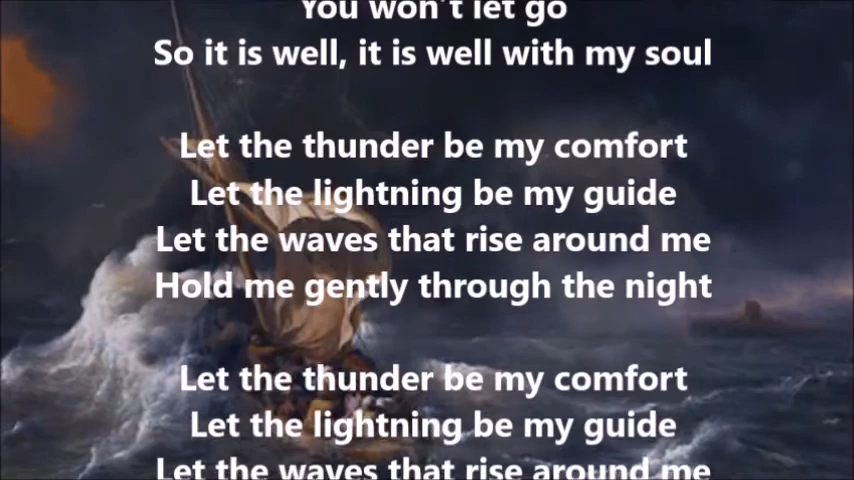 You won't let go
So it is well, it is well with my soul
Let the thunder be my comfort
Let the lightning be my guide
Let the waves that rise around me
Hold me gently through the night
Let the thunder be my comfort
Let the lightning be my guide
Let the waves that rise around me